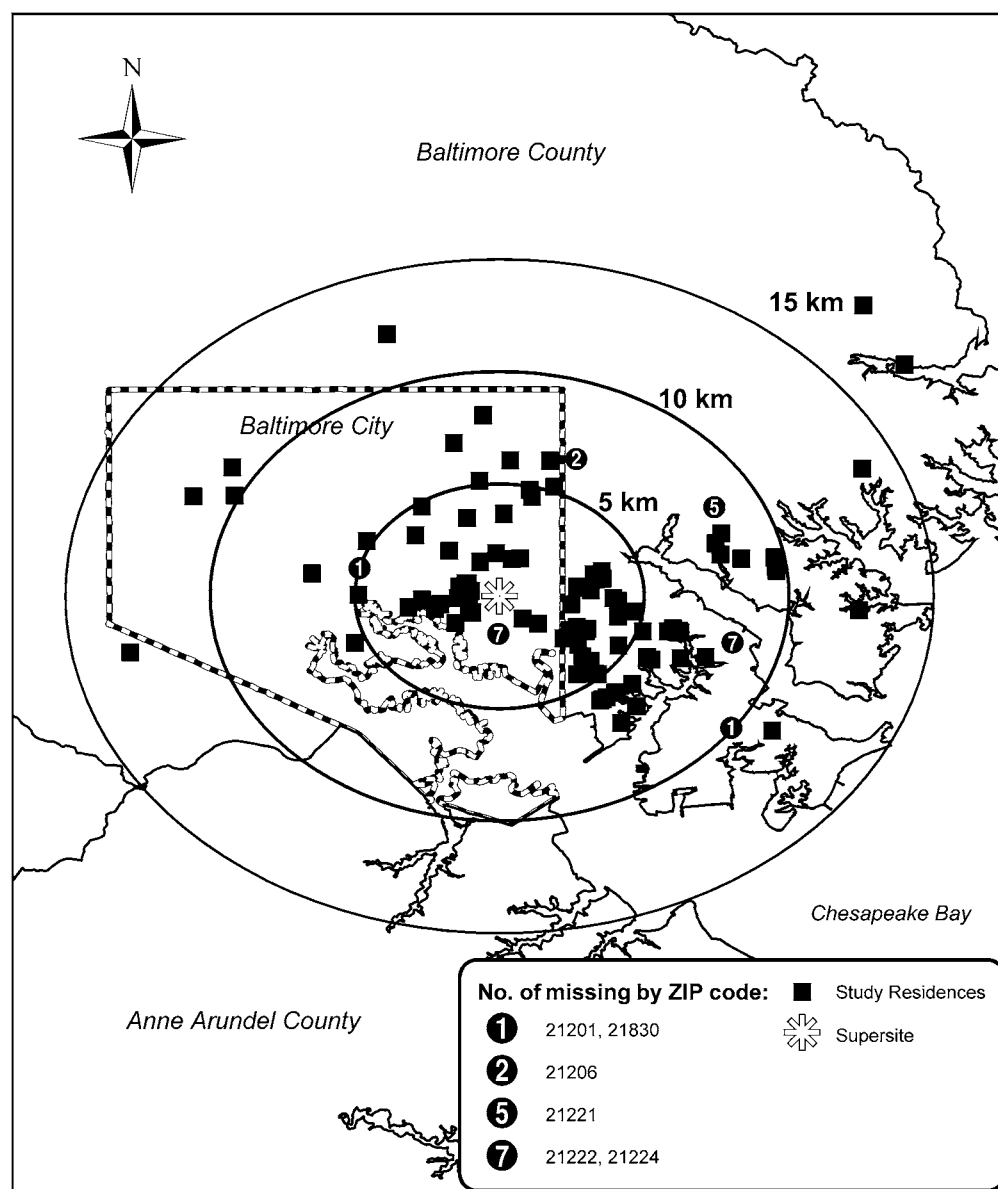 N
Baltimore County
15 km
10 km
Baltimore City
2
5 km
5
1
7
7
1
Chesapeake Bay
Anne Arundel County
No. of missing by ZIP code:
1 21201, 21830
2 21206
5 21221
7 21222, 21224
Study Residences
Supersite